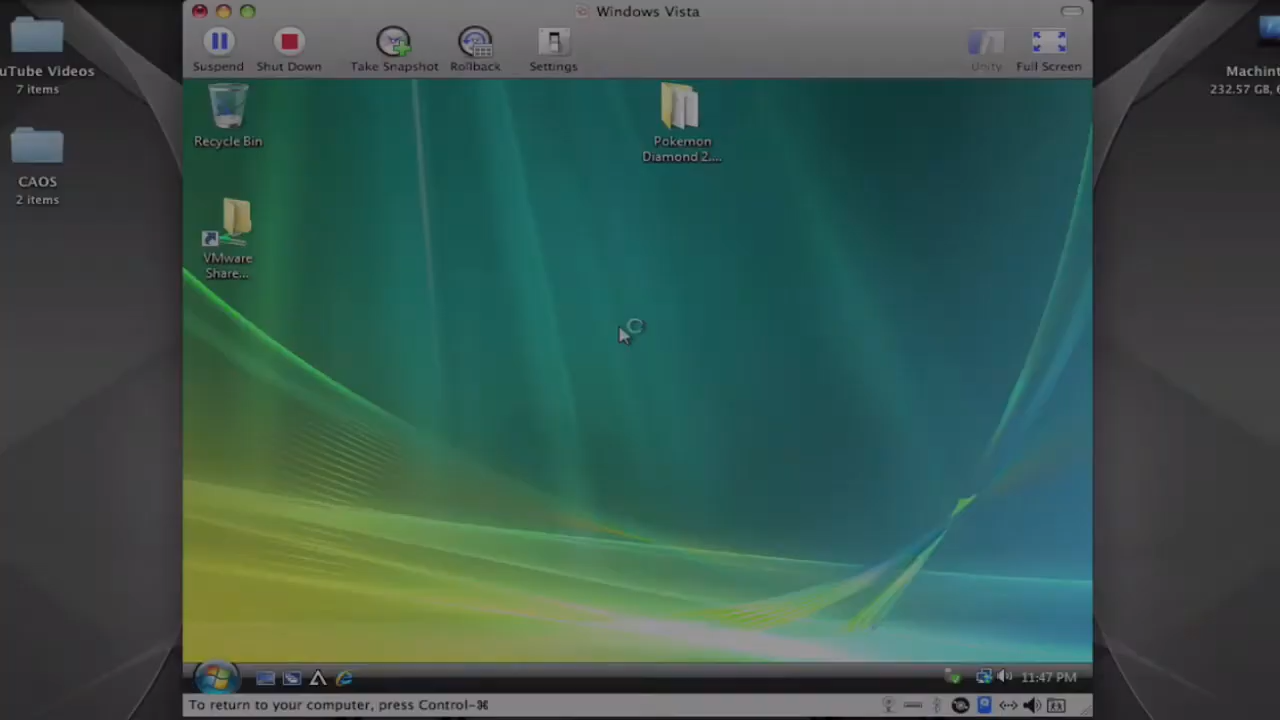 Windows Vista
Suspend
Shut Down
Take Snapshot
Rollback
Settings
Unity
Full Screen
uTube Videos
7 items
CAOS
2 items
Machint
232.57 GB, 6
Recycle Bin
Pokemon
Diamond 2....
VMware
Share...
11:47 PM
To return to your computer, press Control-⌘